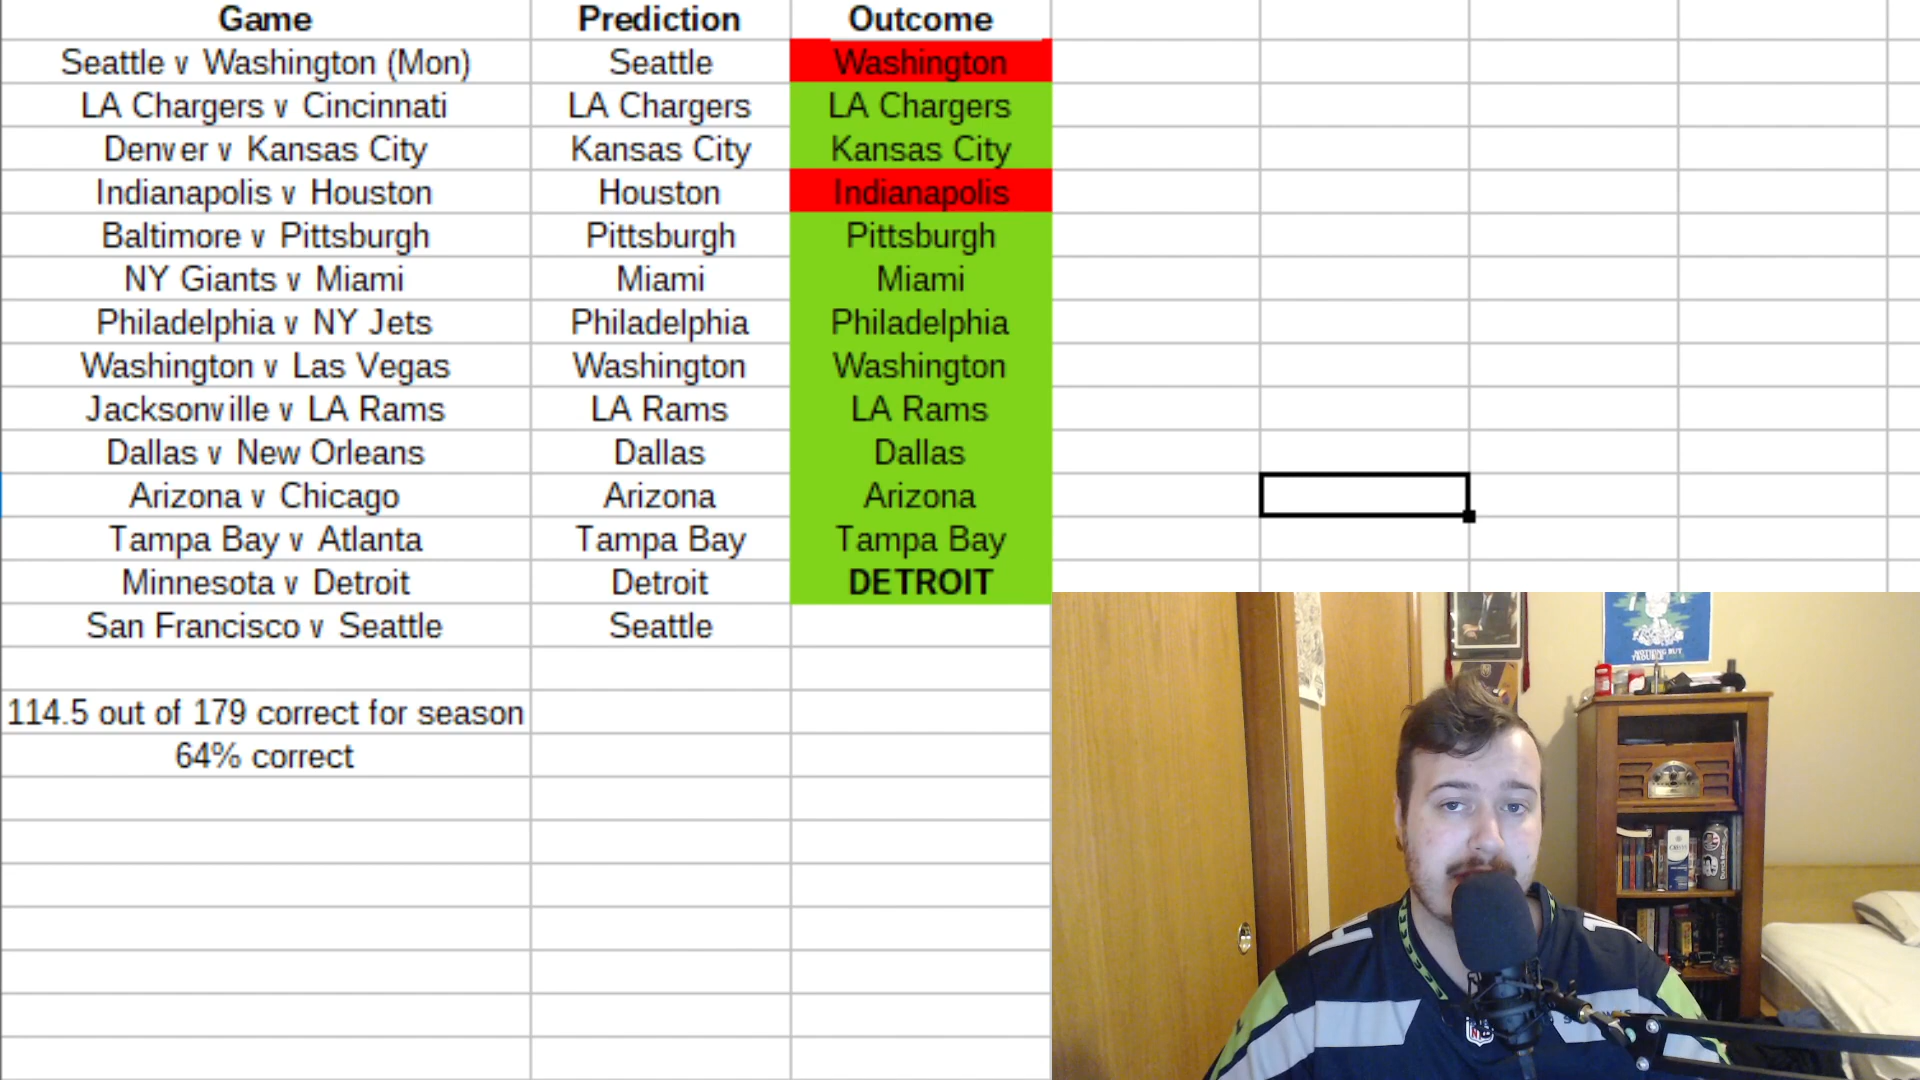 Game Prediction Outcome
Seattle v Washington (Mon) Seattle Washington
LA Chargers v Cincinnati LA Chargers LA Chargers
Denver v Kansas City Kansas City Kansas City
Indianapolis v Houston Houston Indianapolis
Baltimore v Pittsburgh Pittsburgh Pittsburgh
NY Giants v Miami Miami Miami
Philadelphia v NY Jets Philadelphia Philadelphia
Washington v Las Vegas Washington Washington
Jacksonville v LA Rams LA Rams LA Rams
Dallas v New Orleans Dallas Dallas
Arizona v Chicago Arizona Arizona
Tampa Bay v Atlanta Tampa Bay Tampa Bay
Minnesota v Detroit Detroit DETROIT
San Francisco v Seattle Seattle
114.5 out of 179 correct for season
64% correct
NOTHING BUT
TROUBLE
NFL